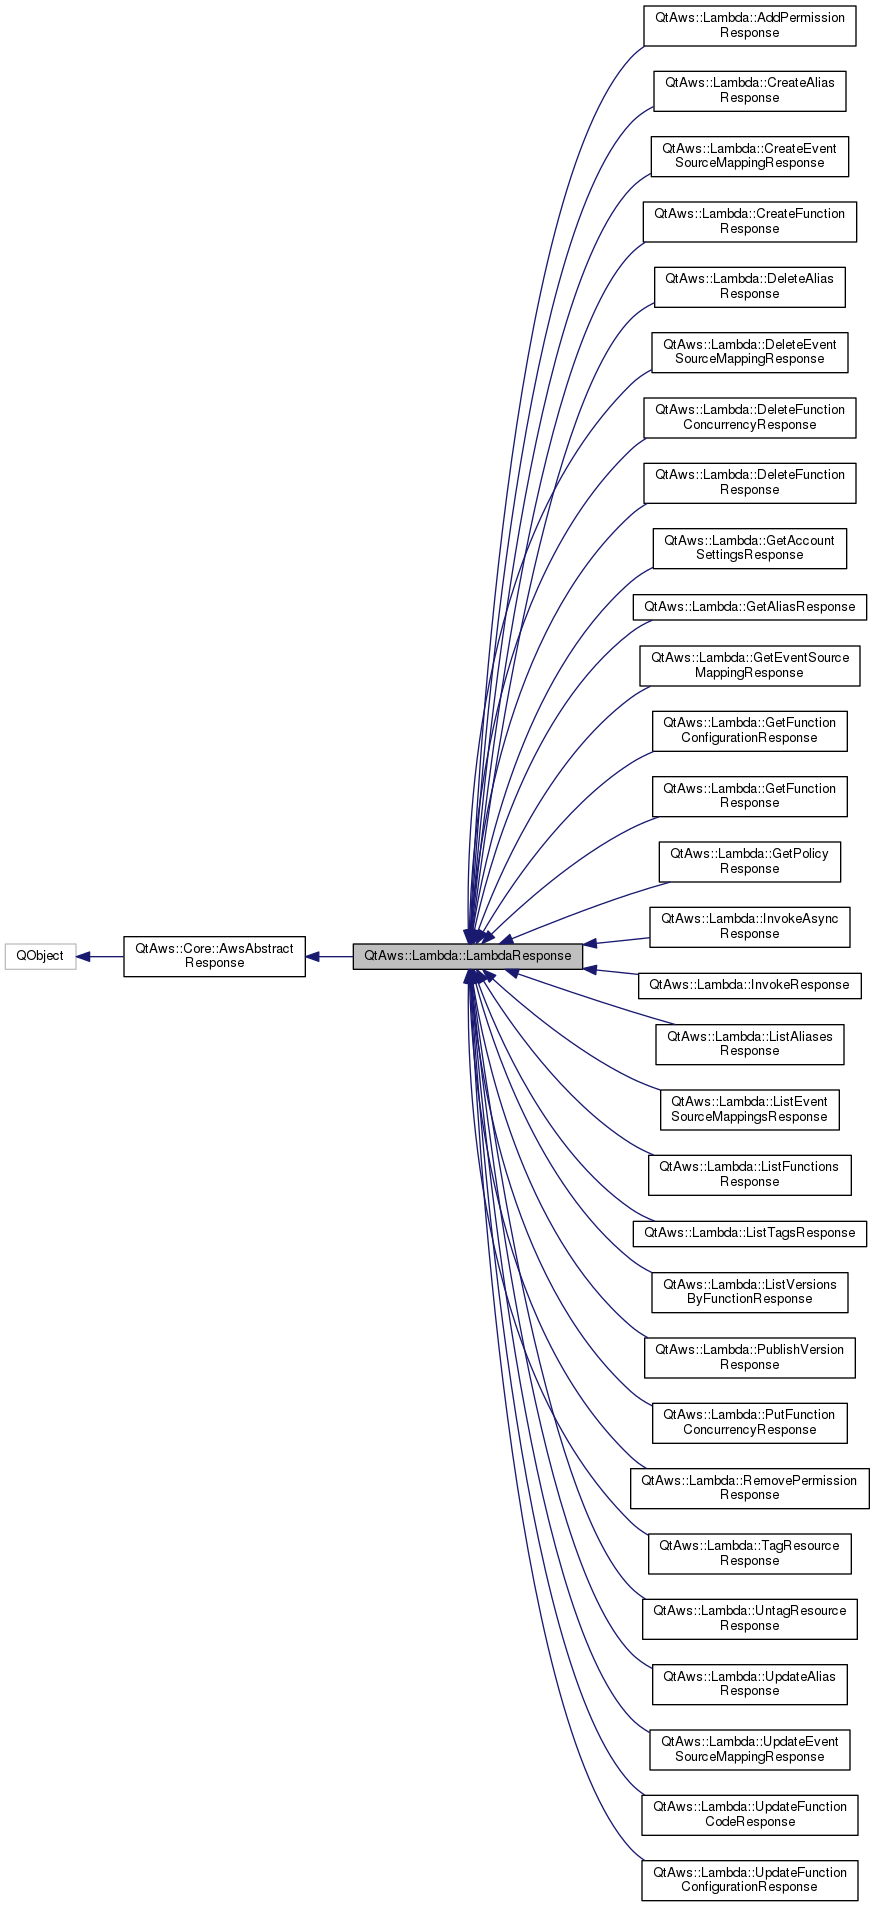 QtAws::Lambda::AddPermission
Response
QtAws::Lambda::CreateAlias
Response
QtAws::Lambda::CreateEvent
SourceMappingResponse
QtAws::Lambda::CreateFunction
Response
QtAws::Lambda::DeleteAlias
Response
QtAws::Lambda::DeleteEvent
SourceMappingResponse
QtAws::Lambda::DeleteFunction
ConcurrencyResponse
QtAws::Lambda::DeleteFunction
Response
QtAws::Lambda::GetAccount
SettingsResponse
QtAws::Lambda::GetAliasResponse
QtAws::Lambda::GetEventSource
MappingResponse
QtAws::Lambda::GetFunction
ConfigurationResponse
QtAws::Lambda::GetFunction
Response
QtAws::Lambda::GetPolicy
Response
QtAws::Lambda::InvokeAsync
Response
QObject
QtAws::Core::AwsAbstract
Response
QtAws::Lambda::LambdaResponse
QtAws::Lambda::InvokeResponse
QtAws::Lambda::ListAliases
Response
QtAws::Lambda::ListEvent
SourceMappingsResponse
QtAws::Lambda::ListFunctions
Response
QtAws::Lambda::ListTagsResponse
QtAws::Lambda::ListVersions
ByFunctionResponse
QtAws::Lambda::PublishVersion
Response
QtAws::Lambda::PutFunction
ConcurrencyResponse
QtAws::Lambda::RemovePermission
Response
QtAws::Lambda::TagResource
Response
QtAws::Lambda::UntagResource
Response
QtAws::Lambda::UpdateAlias
Response
QtAws::Lambda::UpdateEvent
SourceMappingResponse
QtAws::Lambda::UpdateFunction
CodeResponse
QtAws::Lambda::UpdateFunction
ConfigurationResponse